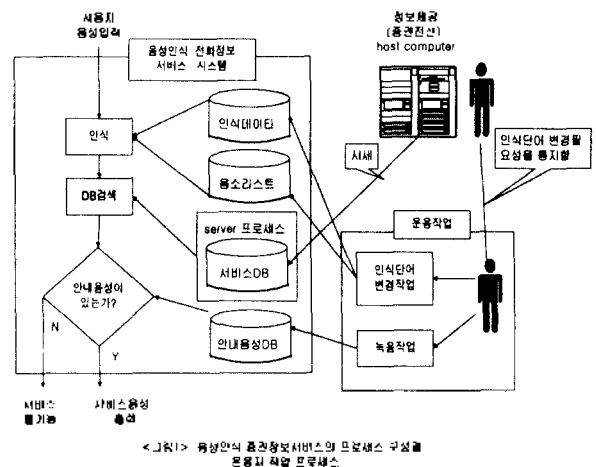 사용자
음성입력
음성인식 전화정보
서비스 시스템
정보제공
(증권전산)
host computer
인식
인식데이타
음소리스트
DB검색
server 프로세스
서비스DB
시세
인식단어 변경필
요성을 통지함
운용작업
인식단어
변경작업
녹음작업
안내음성이
있는가?
안내음성DB
N
Y
서비스
불가능
서비스음성
출력
<그림1> 음성인식 증권정보서비스의 프로세스 구성과
운용자 작업 프로세스